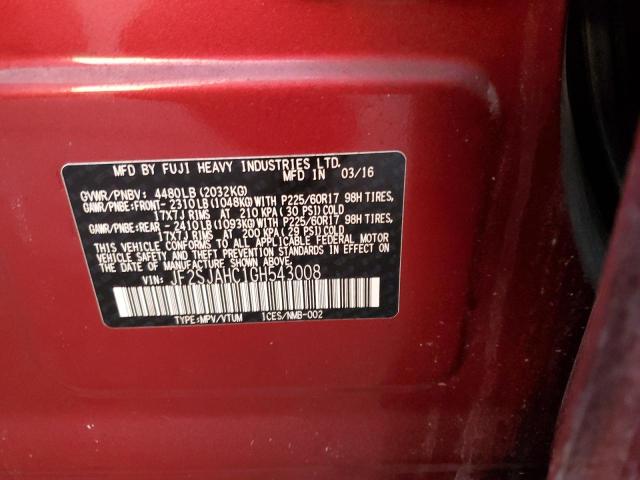 MFD BY FUJI HEAVY INDUSTRIES LTD. MFD IN 03/16
GVWR/PNBV: 4480LB (2032KG)
GAWR/PNBE:FRONT- 2310LB (1048KG) WITH P225/60R17 98H TIRES,
17X7J RIMS AT 210 KPA (30 PSI) COLD
GAWR/PNBE:REAR - 2410LB (1093KG) WITH P225/60R17 98H TIRES,
17X7J RIMS AT 200 KPA (29 PSI) COLD
THIS VEHICLE CONFORMS TO ALL APPLICABLE FEDERAL MOTOR
VEHICLE SAFETY AND THEFT PREVENTION STANDARDS IN
EFFECT ON THE DATE OF MANUFACTURE SHOWN ABOVE.
VIN: JF2SJAHC1GH543008
TYPE:MPV/VTUM 1CES/NMB-002